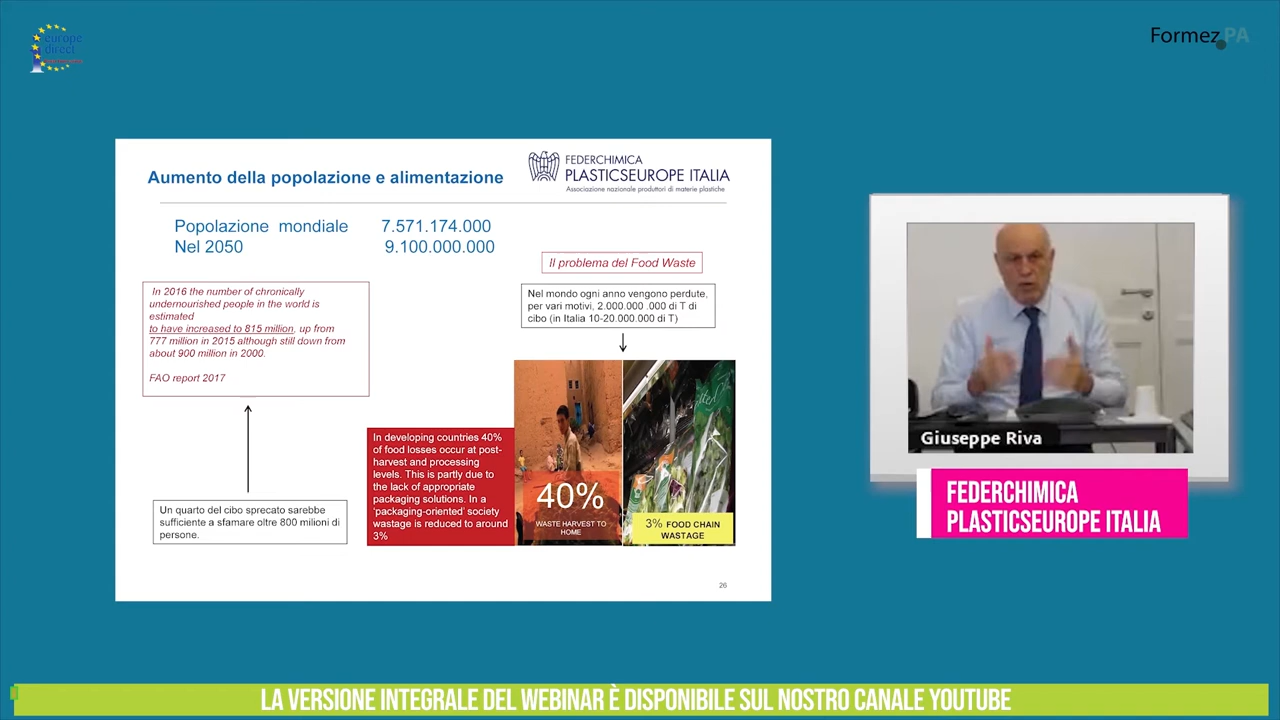 europe
direct
Formez PA
FEDERCHIMICA
PLASTICSEUROPE ITALIA
Associazione nazionale produttori di materie plastiche
Aumento della popolazione e alimentazione
Popolazione mondiale 7.571.174.000
Nel 2050 9.100.000.000
Il problema del Food Waste
In 2016 the number of chronically
undernourished people in the world is
estimated
to have increased to 815 million, up from
777 million in 2015 although still down from
about 900 million in 2000.
FAO report 2017
Nel mondo ogni anno vengono perdute,
per vari motivi, 2.000.000 .000 di T di
cibo (in Italia 10-20.000.000 di T)
In developing countries 40%
of food losses occur at post-
harvest and processing
levels. This is partly due to
the lack of appropriate
packaging solutions. In a
'packaging-oriented' society
wastage is reduced to around
3%
40%
WASTE HARVEST TO
HOME
3% FOOD CHAIN
WASTAGE
Un quarto del cibo sprecato sarebbe
sufficiente a sfamare oltre 800 milioni di
persone.
26
Giuseppe Riva
FEDERCHIMICA
PLASTICSEUROPE ITALIA
LA VERSIONE INTEGRALE DEL WEBINAR È DISPONIBILE SUL NOSTRO CANALE YOUTUBE